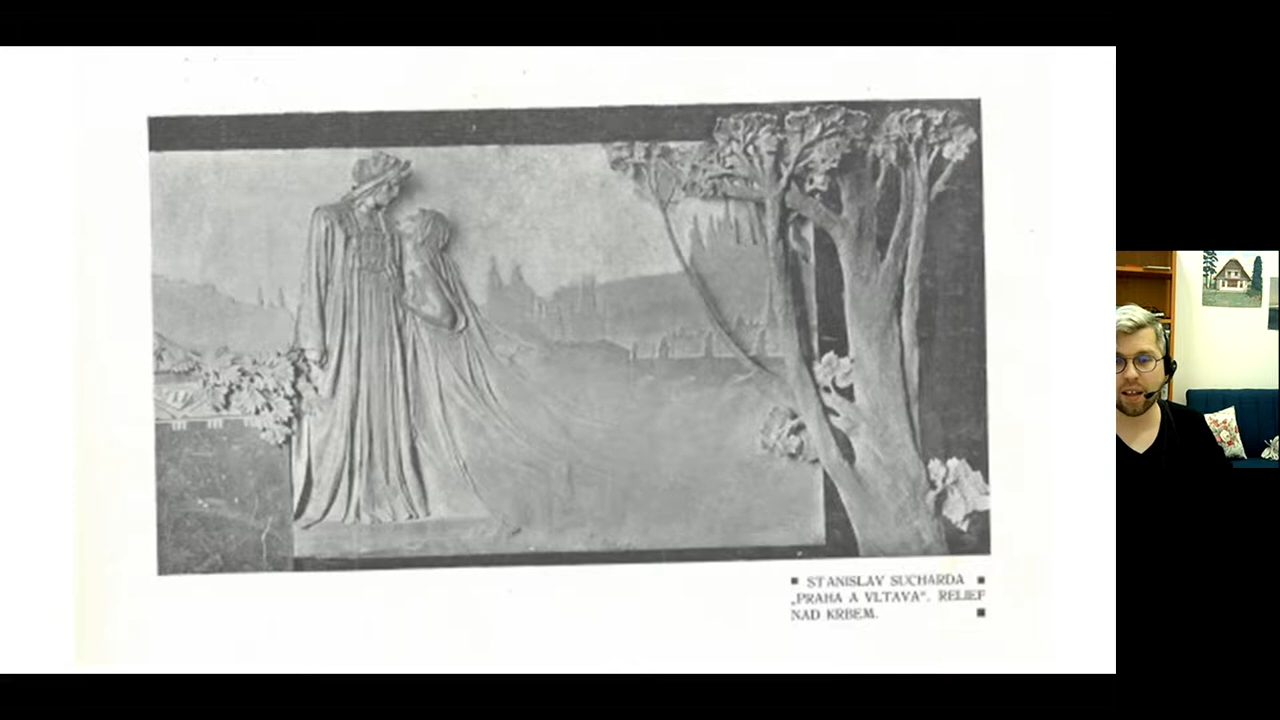 STANISLAV SUCHARDA
„PRAHA A VLTAVA“. RELIEF
NAD KRBEM.